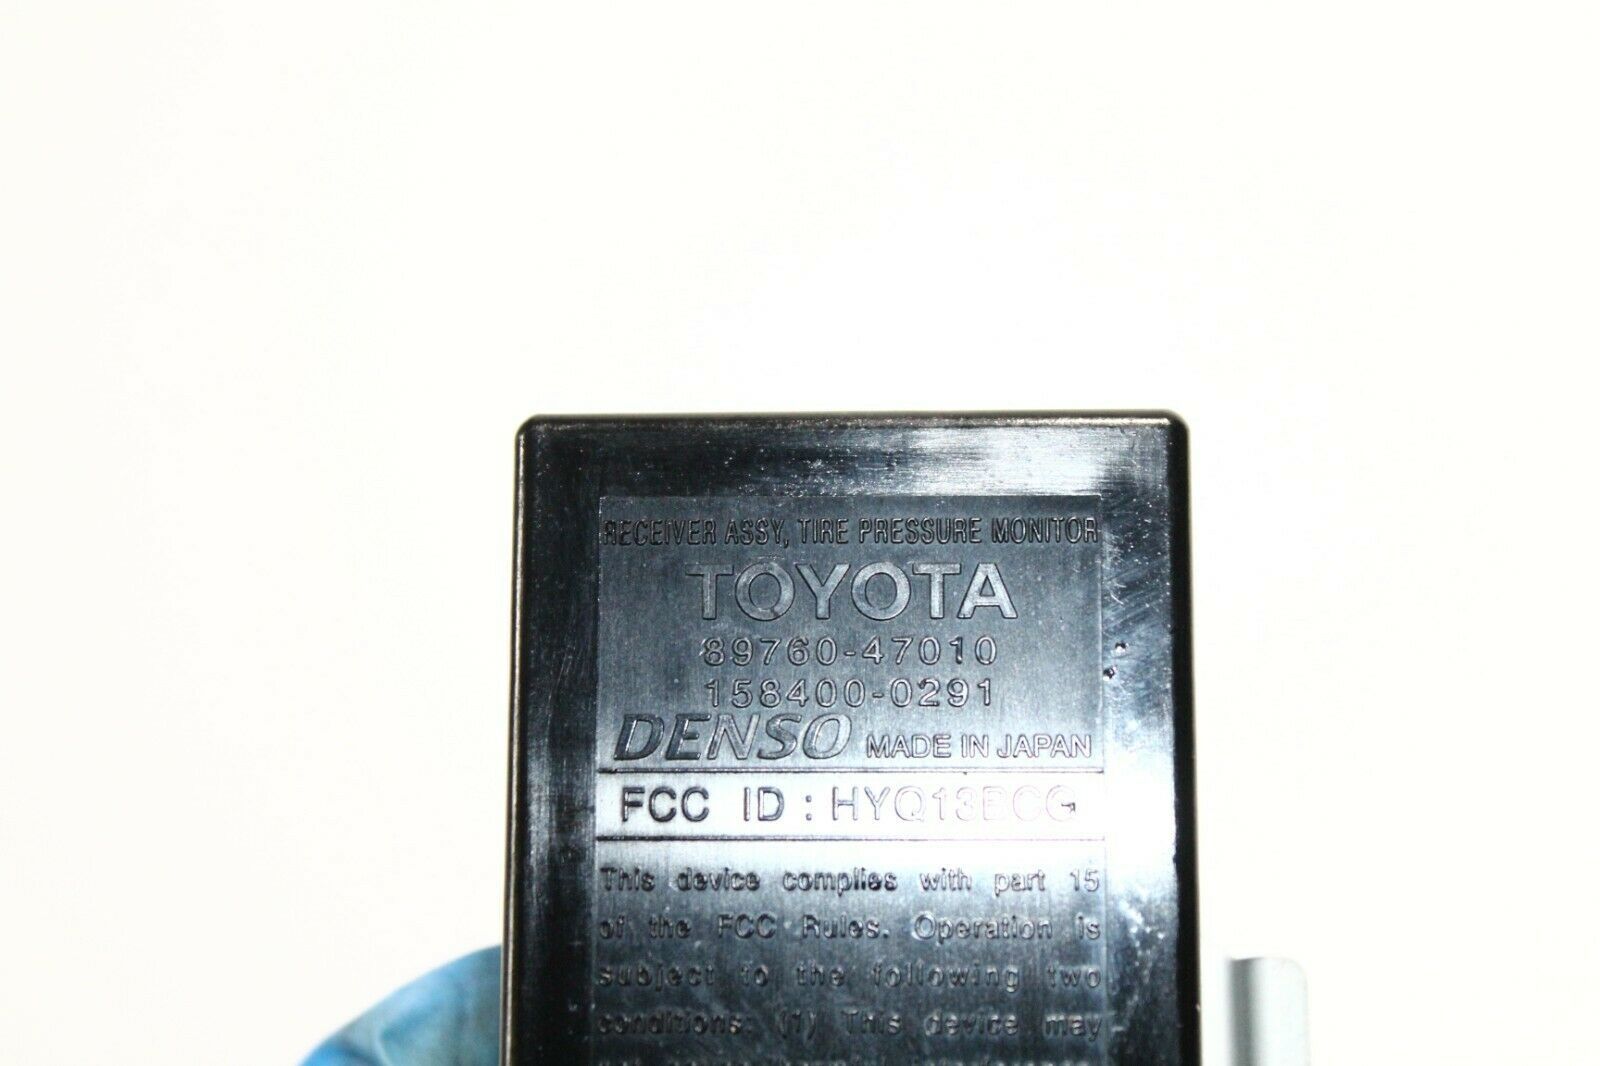 RECEIVER ASSY, TIRE PRESSURE MONITOR
TOYOTA
89760-47010
158400-0291
DENSO MADE IN JAPAN
FCC ID : HYQ13BCG
This device complies with part 15
of the FCC Rules. Operation is
subject to the following two
conditions: (1) This device may